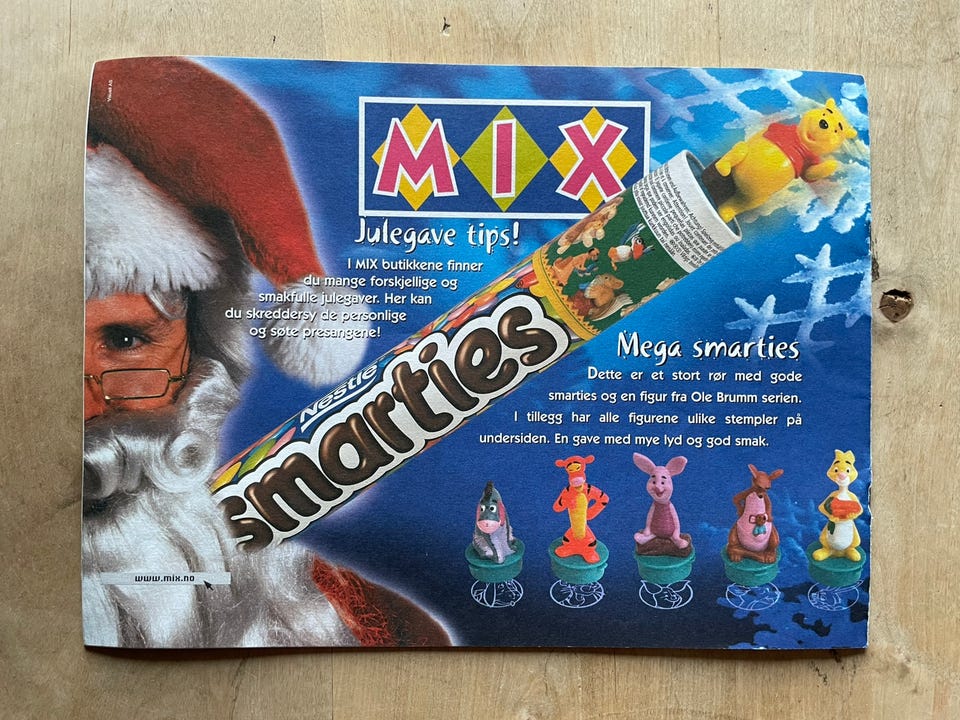 Visuell AS
MIX
Julegave tips!
I MIX butikkene finner
du mange forskjellige og
smakfulle julegaver. Her kan
du skreddersy de personlige
og søte presangene!
Nestlé
smarties
Mega smarties
Dette er et stort rør med gode
smarties og en figur fra Ole Brumm serien.
I tillegg har alle figurene ulike stempler på
undersiden. En gave med mye lyd og god smak.
www.mix.no